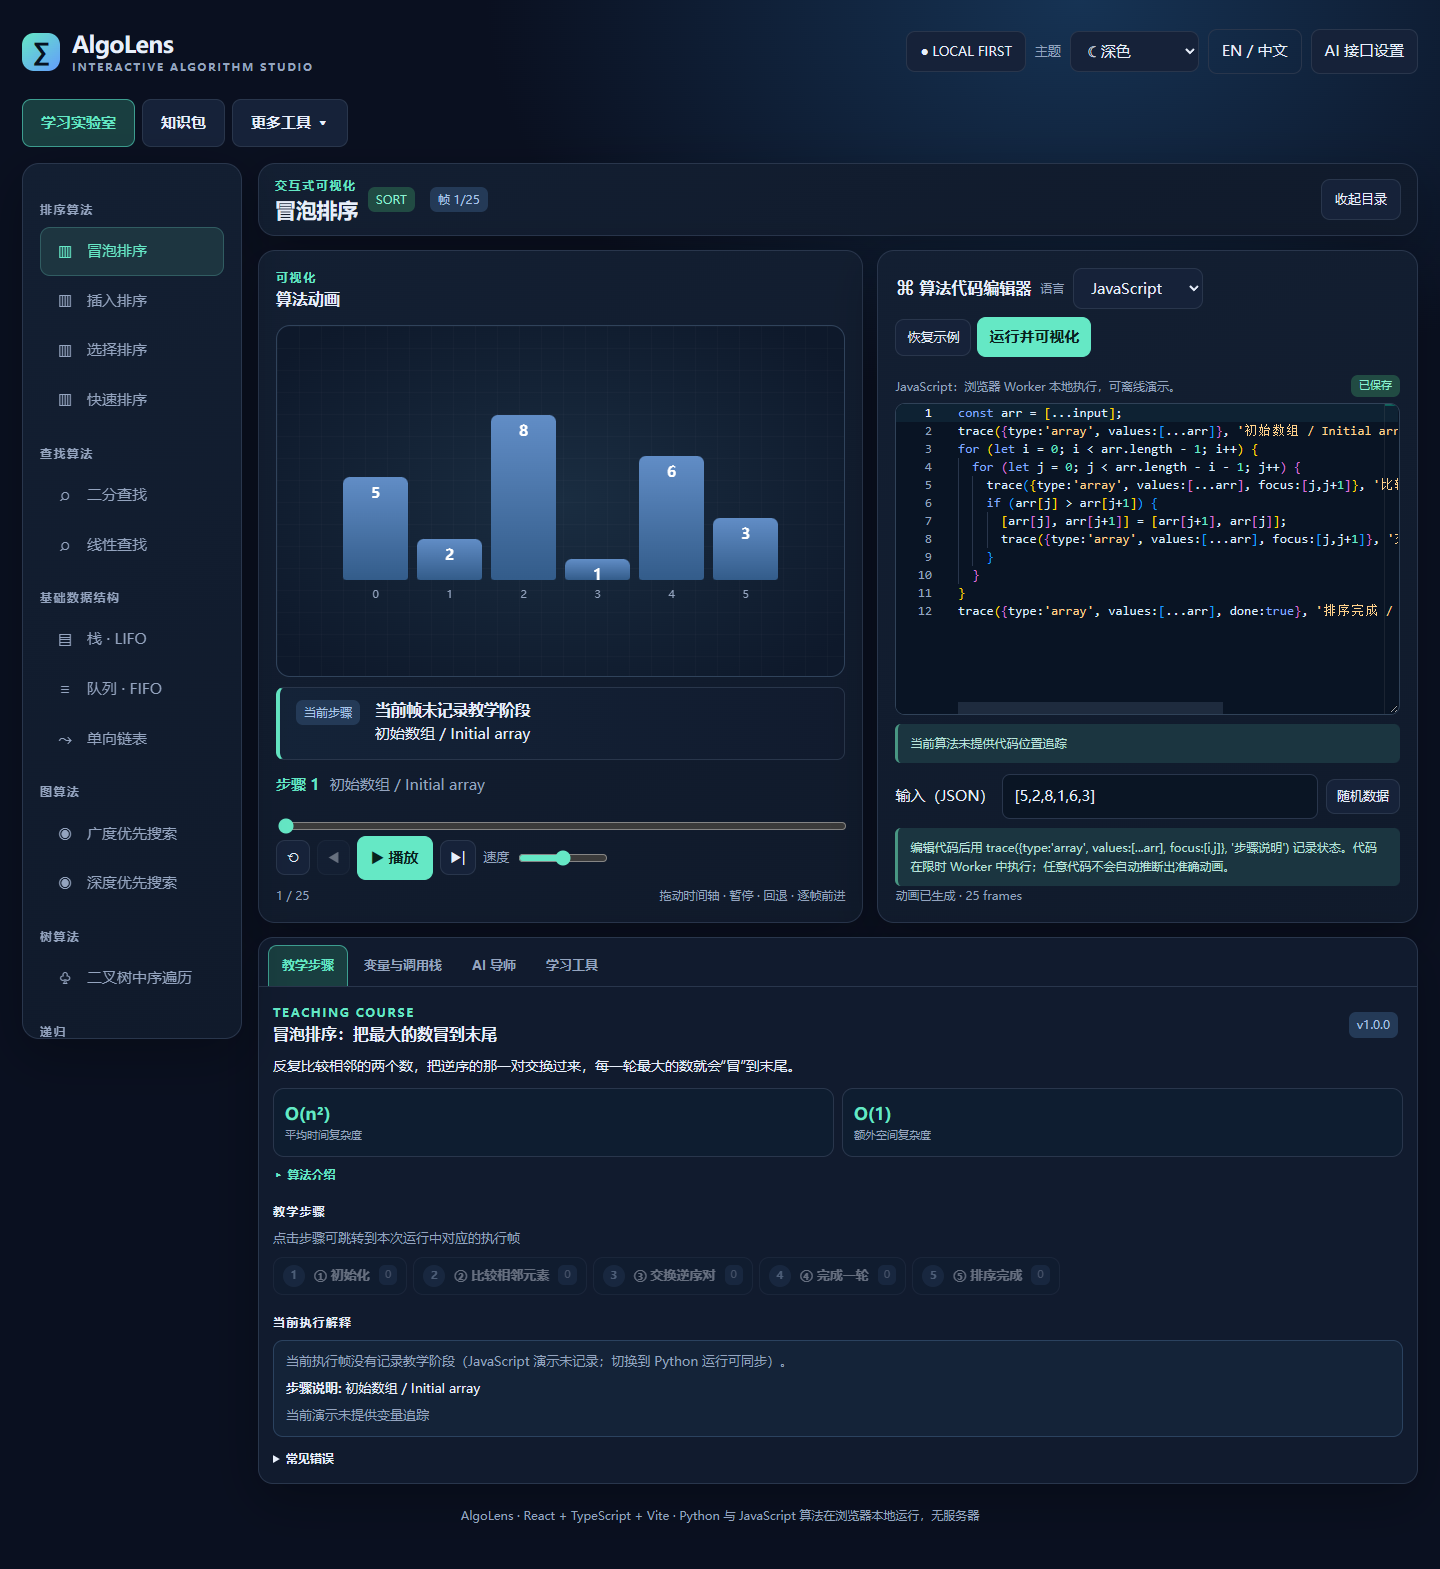 ∑ AlgoLens
INTERACTIVE ALGORITHM STUDIO
● LOCAL FIRST
主题
☾ 深色
EN / 中文
AI 接口设置
学习实验室
知识包
更多工具 ▾
排序算法
▥ 冒泡排序
▥ 插入排序
▥ 选择排序
▥ 快速排序
查找算法
⌕ 二分查找
⌕ 线性查找
基础数据结构
▤ 栈 · LIFO
≡ 队列 · FIFO
⤳ 单向链表
图算法
◉ 广度优先搜索
◉ 深度优先搜索
树算法
♧ 二叉树中序遍历
递归
交互式可视化
冒泡排序
SORT
帧 1/25
收起目录
可视化
算法动画
5
2
8
1
6
3
0
1
2
3
4
5
当前步骤
当前帧未记录教学阶段
初始数组 / Initial array
步骤 1 初始数组 / Initial array
⟲
◀
▶ 播放
▶|
速度
1 / 25
拖动时间轴 · 暂停 · 回退 · 逐帧前进
⌘ 算法代码编辑器
语言
JavaScript
恢复示例
运行并可视化
JavaScript：浏览器 Worker 本地执行，可离线演示。
已保存
1 const arr = [...input];
2 trace({type:'array', values:[...arr]}, '初始数组 / Initial arr
3 for (let i = 0; i < arr.length - 1; i++) {
4 for (let j = 0; j < arr.length - i - 1; j++) {
5 trace({type:'array', values:[...arr], focus:[j,j+1]}, '比较
6 if (arr[j] > arr[j+1]) {
7 [arr[j], arr[j+1]] = [arr[j+1], arr[j]];
8 trace({type:'array', values:[...arr], focus:[j,j+1]}, '
9 }
10 }
11 }
12 trace({type:'array', values:[...arr], done:true}, '排序完成 /
当前算法未提供代码位置追踪
输入（JSON）
[5,2,8,1,6,3]
随机数据
编辑代码后用 trace({type:'array', values:[...arr], focus:[i,j]}, '步骤说明') 记录状态。代码
在限时 Worker 中执行；任意代码不会自动推断出准确动画。
动画已生成 · 25 frames
教学步骤
变量与调用栈
AI 导师
学习工具
TEACHING COURSE
冒泡排序：把最大的数冒到末尾
v1.0.0
反复比较相邻的两个数，把逆序的那一对交换过来，每一轮最大的数就会“冒”到末尾。
O(n²)
平均时间复杂度
O(1)
额外空间复杂度
▸ 算法介绍
教学步骤
点击步骤可跳转到本次运行中对应的执行帧
1 ① 初始化 0
2 ② 比较相邻元素 0
3 ③ 交换逆序对 0
4 ④ 完成一轮 0
5 ⑤ 排序完成 0
当前执行解释
当前执行帧没有记录教学阶段（JavaScript 演示未记录；切换到 Python 运行可同步）。
步骤说明: 初始数组 / Initial array
当前演示未提供变量追踪
▶ 常见错误
AlgoLens · React + TypeScript + Vite · Python 与 JavaScript 算法在浏览器本地运行，无服务器